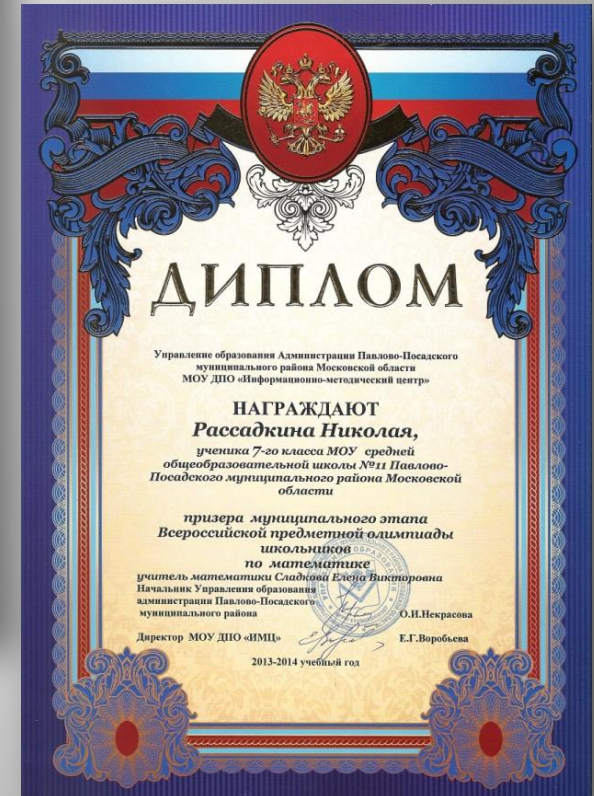 ДИПЛОМ
Управление образования Администрации Павлово-Посадского
муниципального района Московской области
МОУ ДПО «Информационно-методический центр»
НАГРАЖДАЮТ
Рассадкина Николая,
ученика 7-го класса МОУ средней
общеобразовательной школы №11 Павлово-
Посадского муниципального района Московской
области
призера муниципального этапа
Всероссийской предметной олимпиады
школьников
по математике
учитель математики Сладкова Елена Викторовна
Начальник Управления образования
администрации Павлово-Посадского
муниципального района О.И.Некрасова
Директор МОУ ДПО «ИМЦ» Е.Г.Воробьева
2013-2014 учебный год